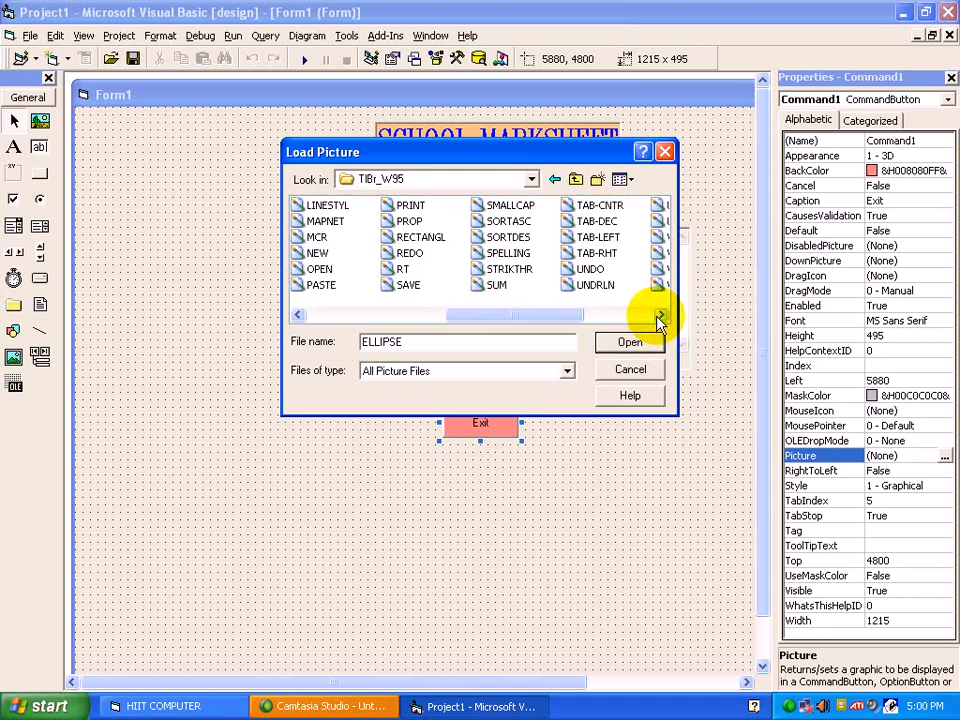 Project1 - Microsoft Visual Basic [design] - [Form1 (Form)]
File Edit View Project Format Debug Run Query Diagram Tools Add-Ins Window Help
5880, 4800 1215 x 495
General
Form1
SCHOOL MARKSHEET
Load Picture
Look in: TlBr_W95
LINESTYL PRINT SMALLCAP TAB-CNTR
MAPNET PROP SORTASC TAB-DEC
MCR RECTANGL SORTDES TAB-LEFT
NEW REDO SPELLING TAB-RHT
OPEN RT STRIKTHR UNDO
PASTE SAVE SUM UNDRLN
File name: ELLIPSE Open
Files of type: All Picture Files Cancel
Help
Exit
Properties - Command1
Command1 CommandButton
Alphabetic Categorized
(Name) Command1
Appearance 1 - 3D
BackColor &H008080FF&
Cancel False
Caption Exit
CausesValidation True
Default False
DisabledPicture (None)
DownPicture (None)
DragIcon (None)
DragMode 0 - Manual
Enabled True
Font MS Sans Serif
Height 495
HelpContextID 0
Index
Left 5880
MaskColor &H00C0C0C0&
MouseIcon (None)
MousePointer 0 - Default
OLEDropMode 0 - None
Picture (None) ...
RightToLeft False
Style 1 - Graphical
TabIndex 5
TabStop True
Tag
ToolTipText
Top 4800
UseMaskColor False
Visible True
WhatsThisHelpID 0
Width 1215
Picture
Returns/sets a graphic to be displayed
in a CommandButton, OptionButton or
start HIIT COMPUTER Camtasia Studio - Unt... Project1 - Microsoft V... 5:00 PM